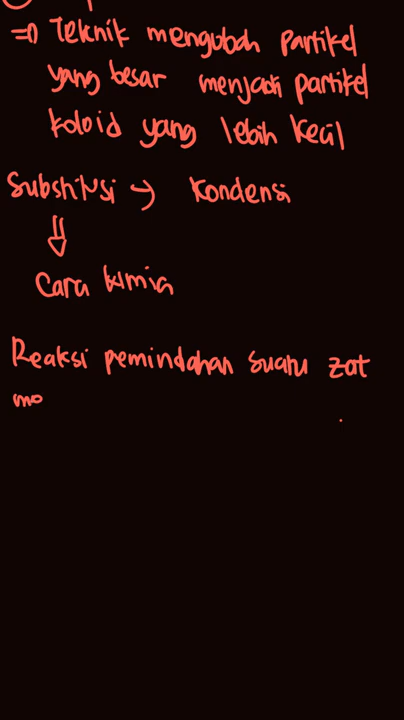 => Teknik mengubah Partikel
yang besar menjadi partikel
koloid yang lebih kecil
Substitusi → Kondensi
⇓
Cara kimia
Reaksi pemindahan suatu zat
mo